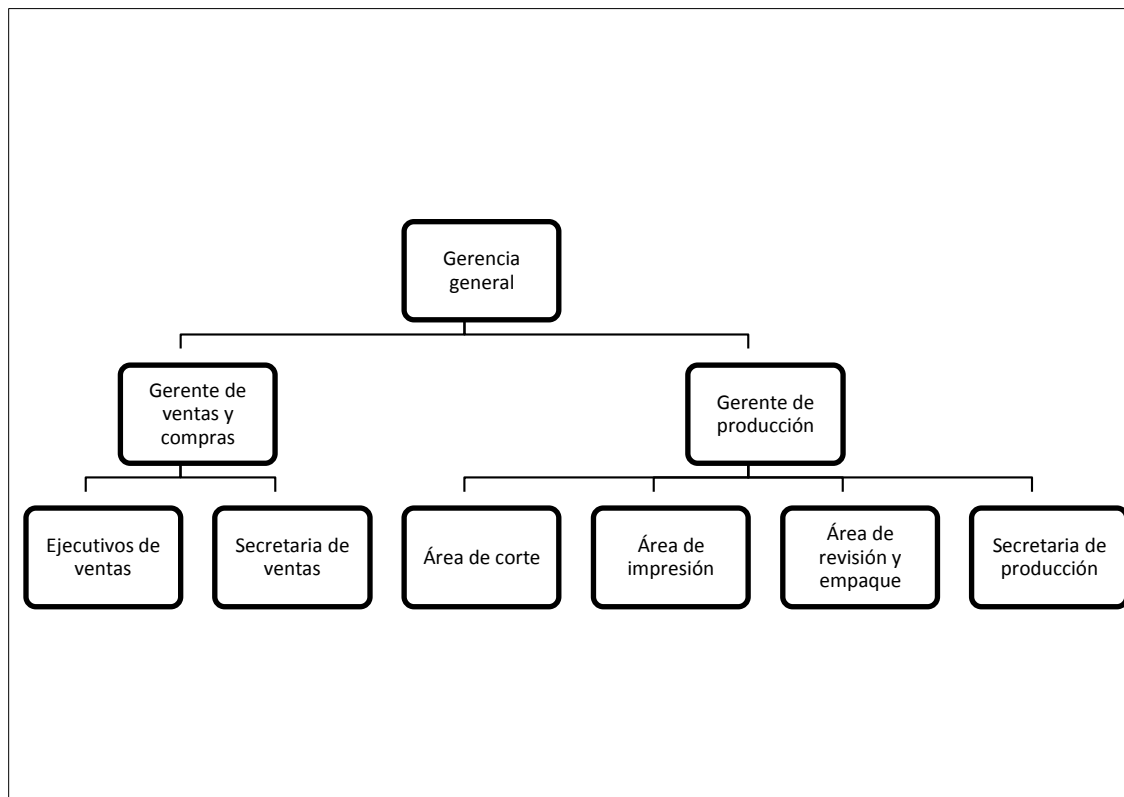 Gerencia
general
Gerente de
ventas y
compras
Gerente de
producción
Ejecutivos de
ventas
Secretaria de
ventas
Área de corte
Área de
impresión
Área de
revisión y
empaque
Secretaria de
producción